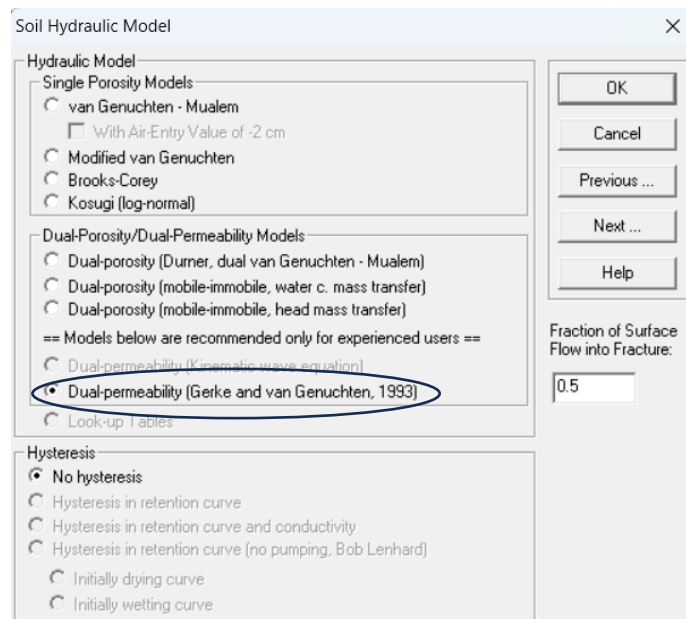 Soil Hydraulic Model
Hydraulic Model
Single Porosity Models
van Genuchten - Mualem
With Air-Entry Value of -2 cm
Modified van Genuchten
Brooks-Corey
Kosugi (log-normal)
Dual-Porosity/Dual-Permeability Models
Dual-porosity (Durner, dual van Genuchten - Mualem)
Dual-porosity (mobile-immobile, water c. mass transfer)
Dual-porosity (mobile-immobile, head mass transfer)
== Models below are recommended only for experienced users ==
Dual-permeability (Kinematic wave equation)
Dual-permeability (Gerke and van Genuchten, 1993)
Look-up Tables
Hysteresis
No hysteresis
Hysteresis in retention curve
Hysteresis in retention curve and conductivity
Hysteresis in retention curve (no pumping, Bob Lenhard)
Initially drying curve
Initially wetting curve
OK
Cancel
Previous ...
Next ...
Help
Fraction of Surface
Flow into Fracture:
0.5